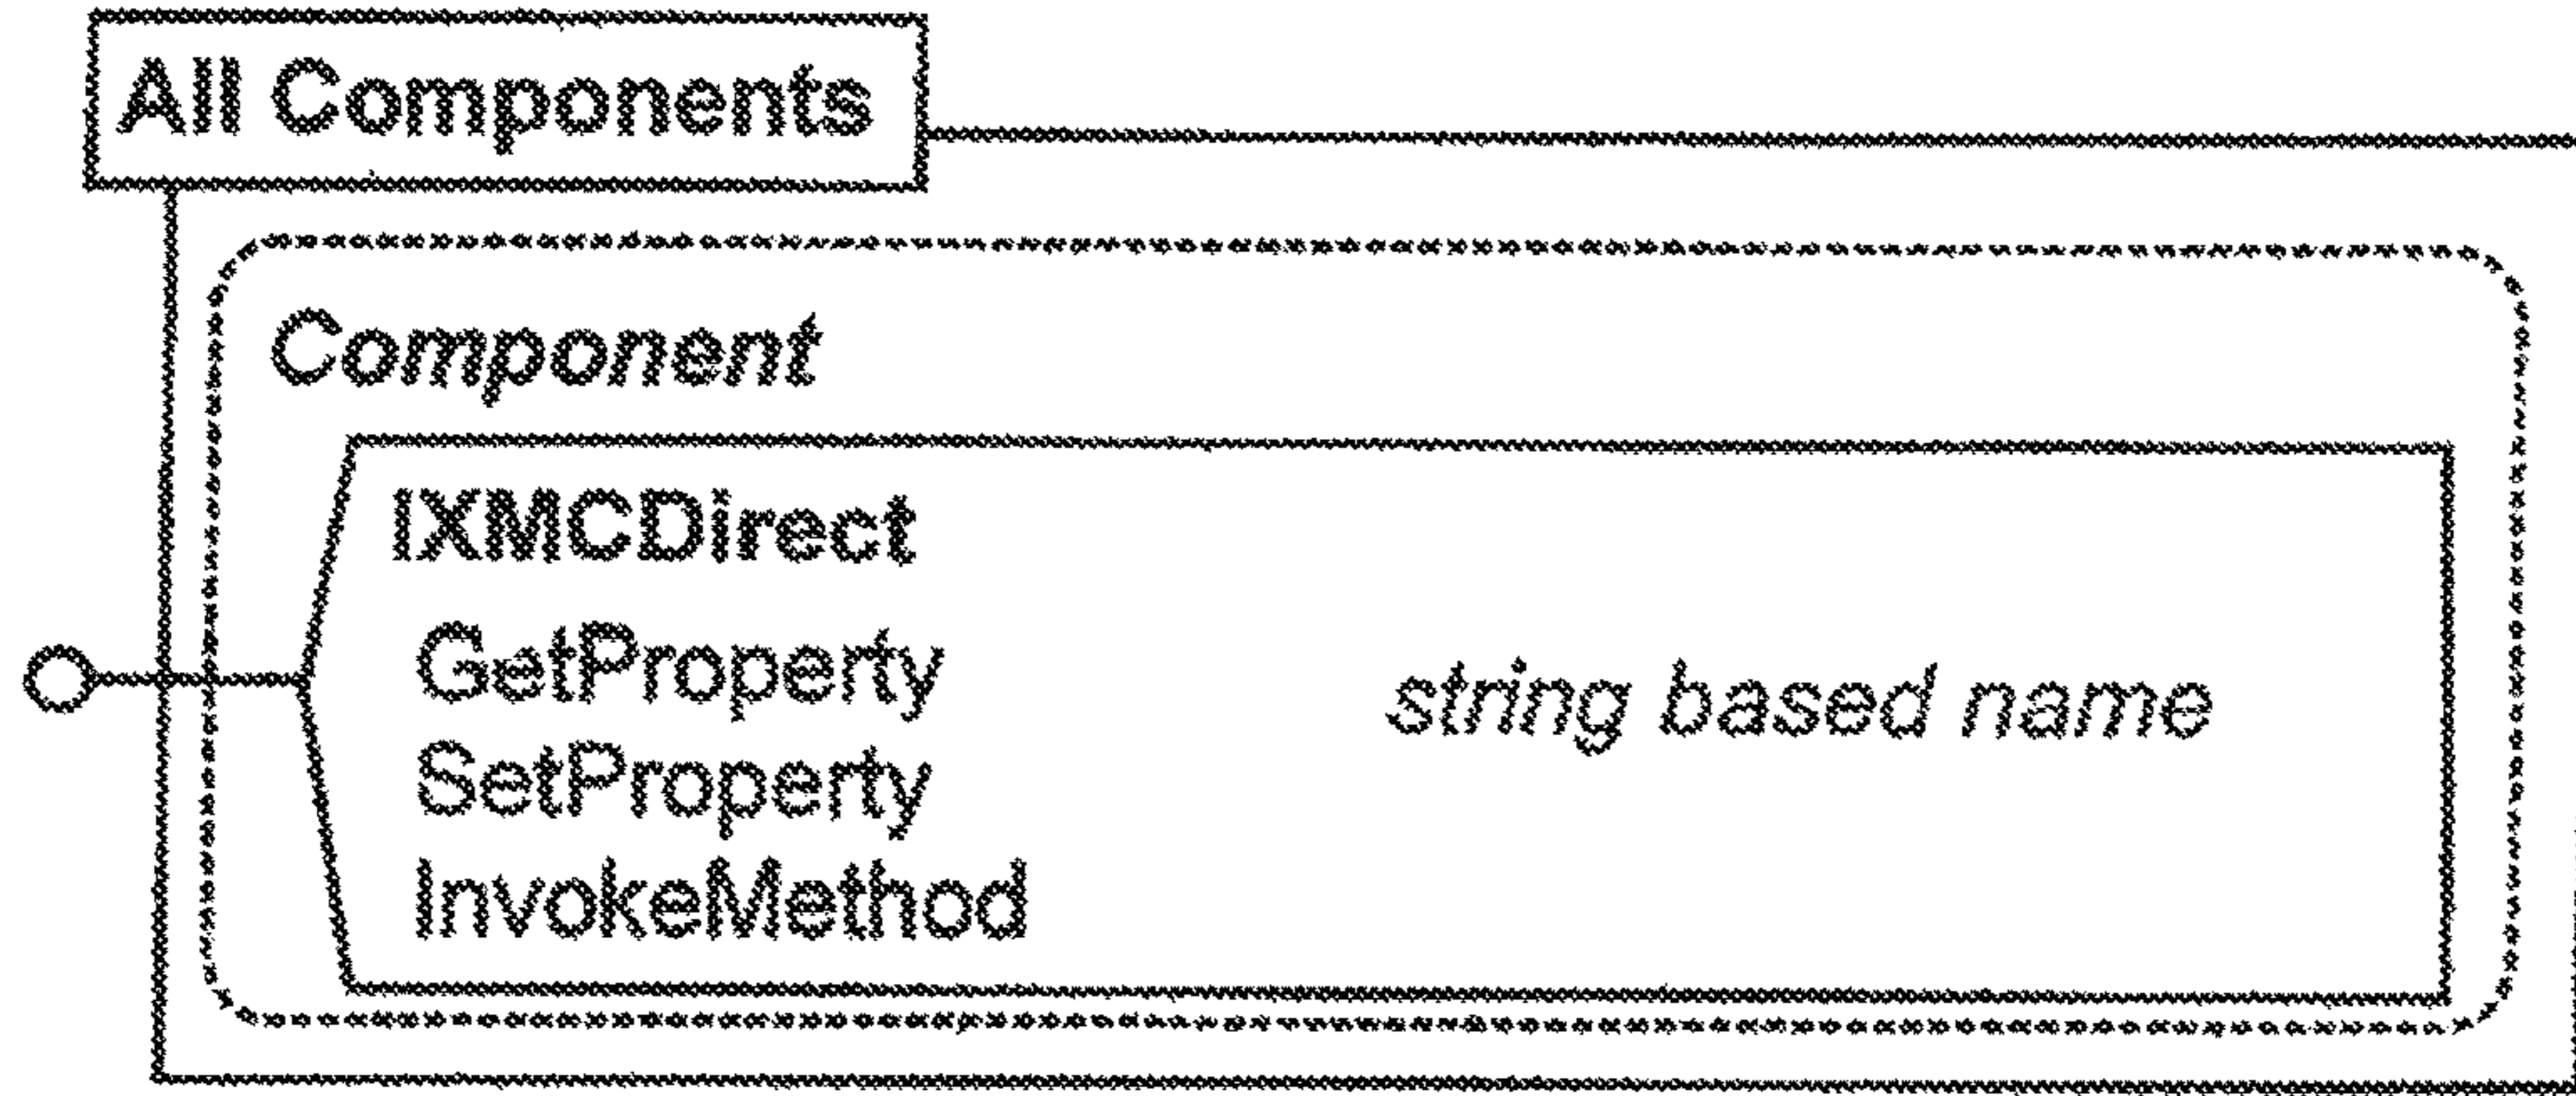 All Components
Component
IXMCDirect
GetProperty
string based name
SetProperty
InvokeMethod